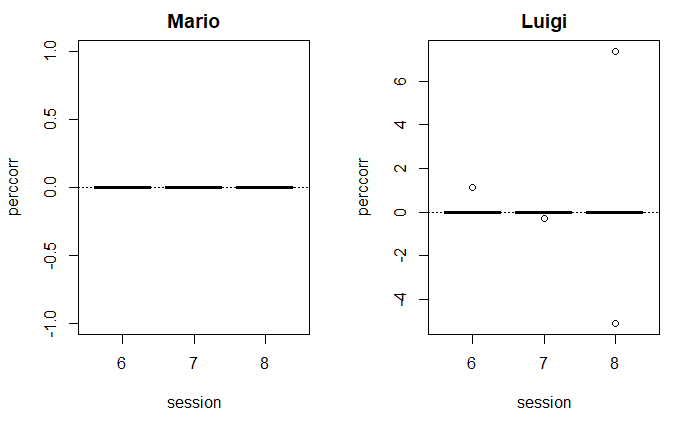 Mario
perccorr
1.0
0.5
0.0
-0.5
-1.0
6 7 8
session
Luigi
perccorr
6
4
2
0
-2
-4
6 7 8
session